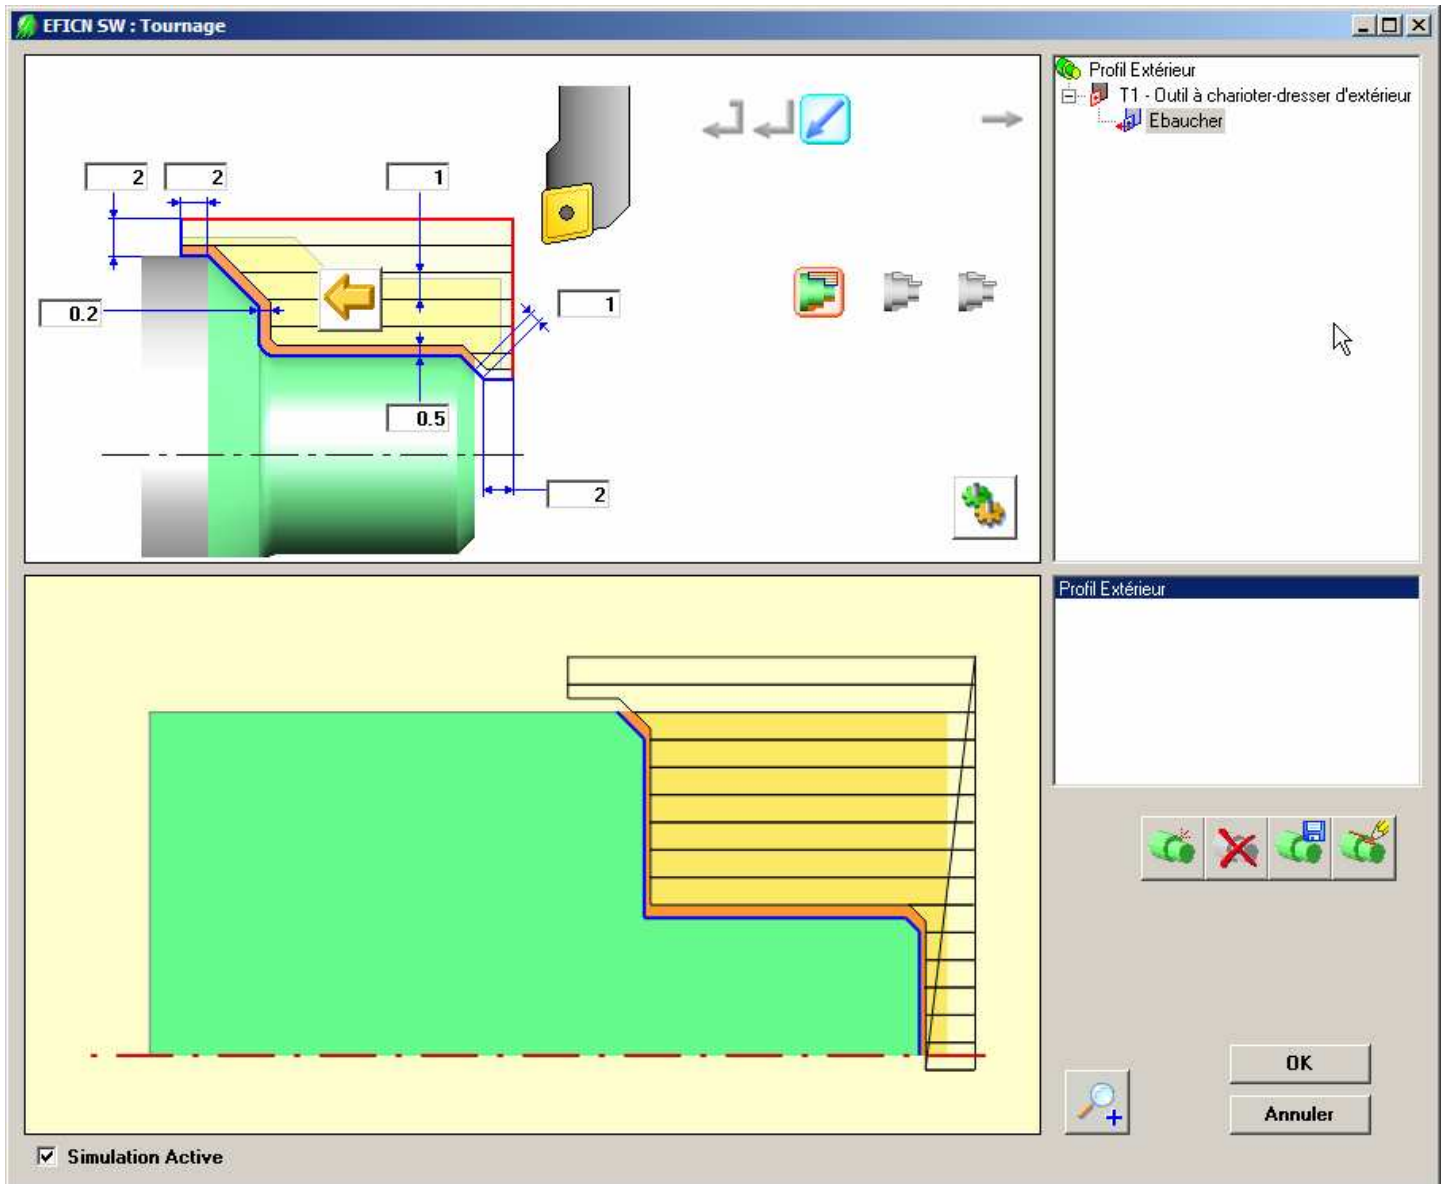 EFICN SW : Tournage
2
2
1
0.2
1
0.5
2
Profil Extérieur
T1 - Outil à charioter-dresser d'extérieur
Ebaucher
Profil Extérieur
OK
Annuler
Simulation Active